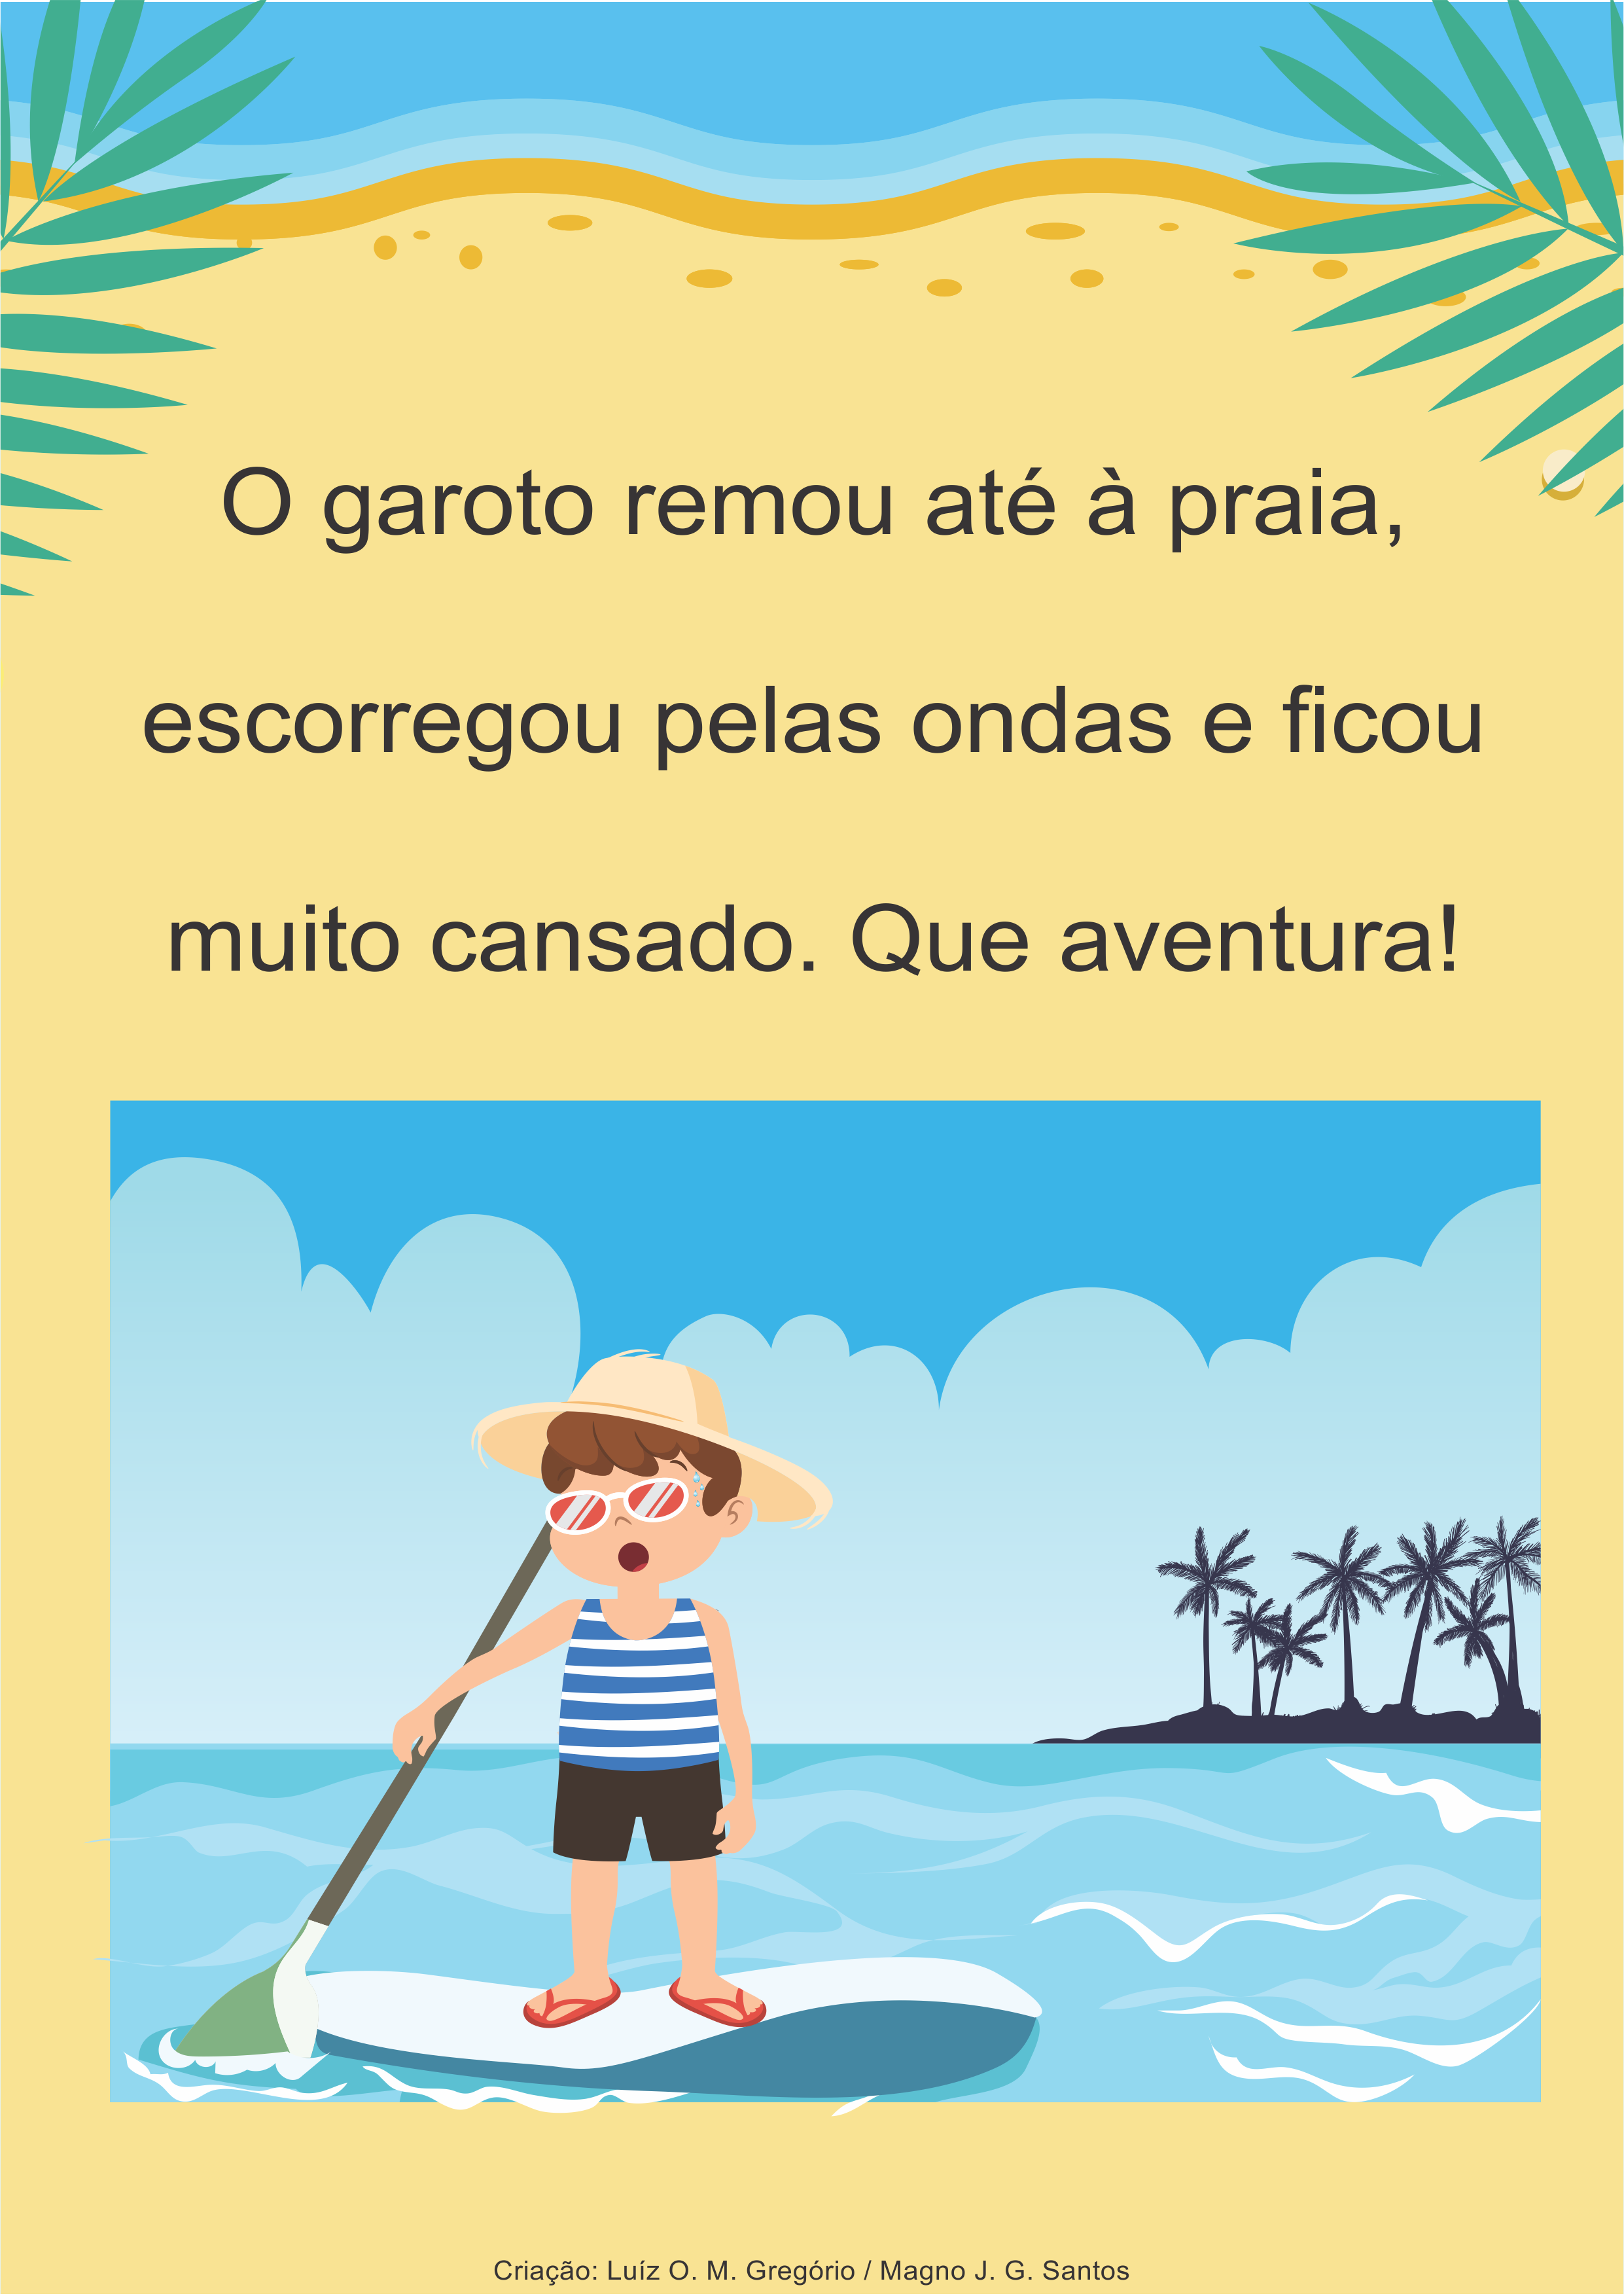 O garoto remou até à praia,
escorregou pelas ondas e ficou
muito cansado. Que aventura!
Criação: Luíz O. M. Gregório / Magno J. G. Santos